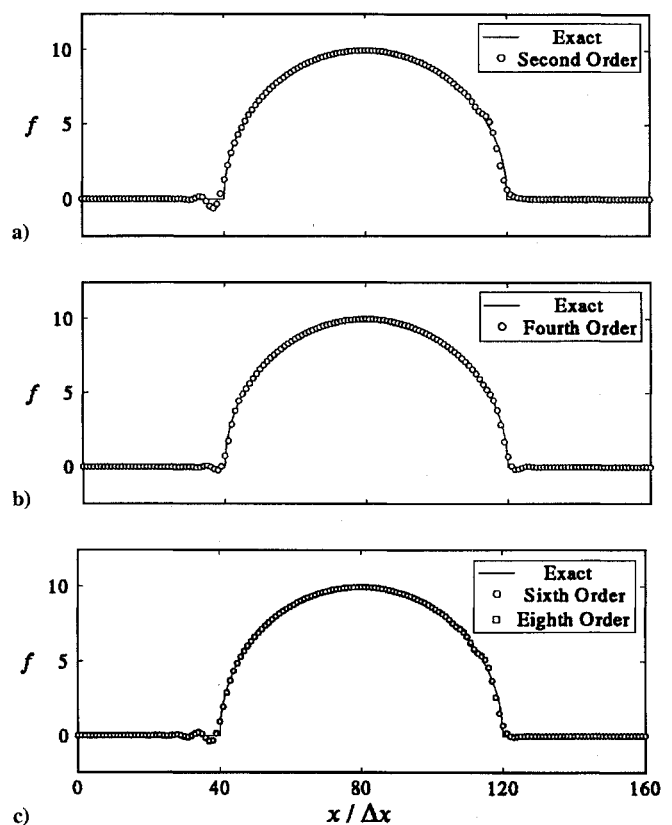 10
5
0
f
Exact
Second Order
a)
10
5
0
f
Exact
Fourth Order
b)
10
5
0
f
Exact
Sixth Order
Eighth Order
0
40
80
120
160
x / Δx
c)